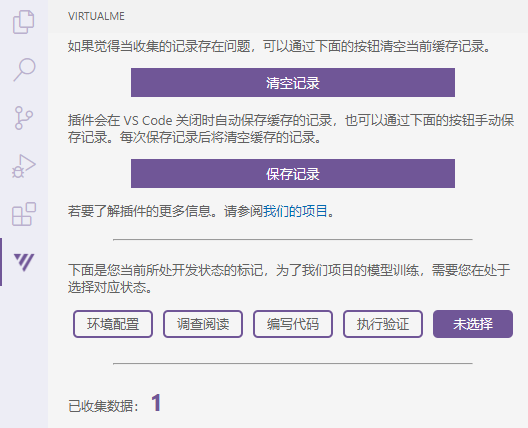 VIRTUALME
如果觉得当收集的记录存在问题，可以通过下面的按钮清空当前缓存记录。
清空记录
插件会在 VS Code 关闭时自动保存缓存的记录，也可以通过下面的按钮手动保
存记录。每次保存记录后将清空缓存的记录。
保存记录
若要了解插件的更多信息。请参阅我们的项目。
下面是您当前所处开发状态的标记，为了我们项目的模型训练，需要您在处于
选择对应状态。
环境配置 调查阅读 编写代码 执行验证 未选择
已收集数据： 1